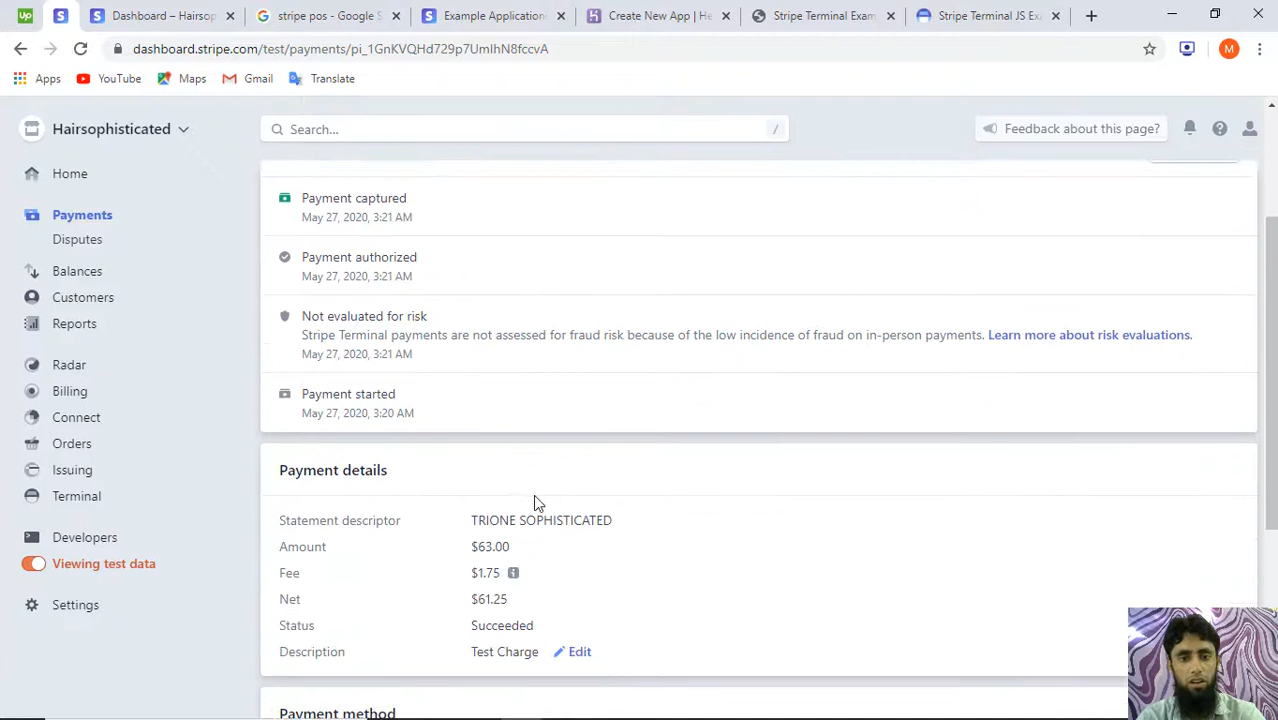 Dashboard – Hairsop
stripe pos - Google S
Example Application
Create New App | He
Stripe Terminal Exam
Stripe Terminal JS Ex
dashboard.stripe.com/test/payments/pi_1GnKVQHd729p7UmIhN8fccvA
M
Apps
YouTube
Maps
Gmail
Translate
Hairsophisticated
Search...
/
Feedback about this page?
Home
Payments
Disputes
Balances
Customers
Reports
Radar
Billing
Connect
Orders
Issuing
Terminal
Developers
Viewing test data
Settings
Payment captured
May 27, 2020, 3:21 AM
Payment authorized
May 27, 2020, 3:21 AM
Not evaluated for risk
Stripe Terminal payments are not assessed for fraud risk because of the low incidence of fraud on in-person payments. Learn more about risk evaluations.
May 27, 2020, 3:21 AM
Payment started
May 27, 2020, 3:20 AM
Payment details
Statement descriptor TRIONE SOPHISTICATED
Amount $63.00
Fee $1.75
Net $61.25
Status Succeeded
Description Test Charge Edit
Payment method